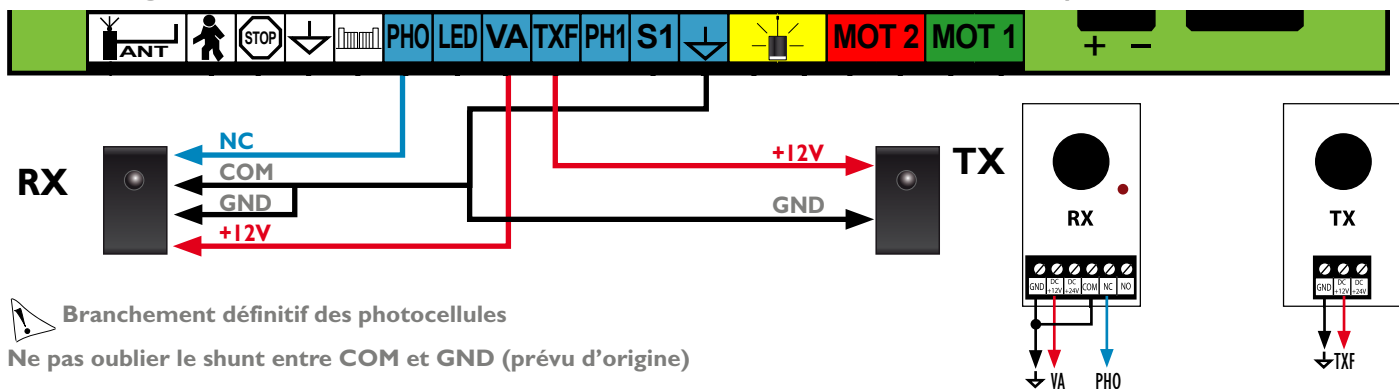 ANT STOP PHO LED VA TXF PH1 S1 MOT 2 MOT 1 + −
NC
RX COM
GND
+12V
+12V TX
GND
RX
GND DC +12V DC +24V COM NC NO
VA PHO
TX
GND DC +12V DC +24V
TXF
! Branchement définitif des photocellules
Ne pas oublier le shunt entre COM et GND (prévu d'origine)